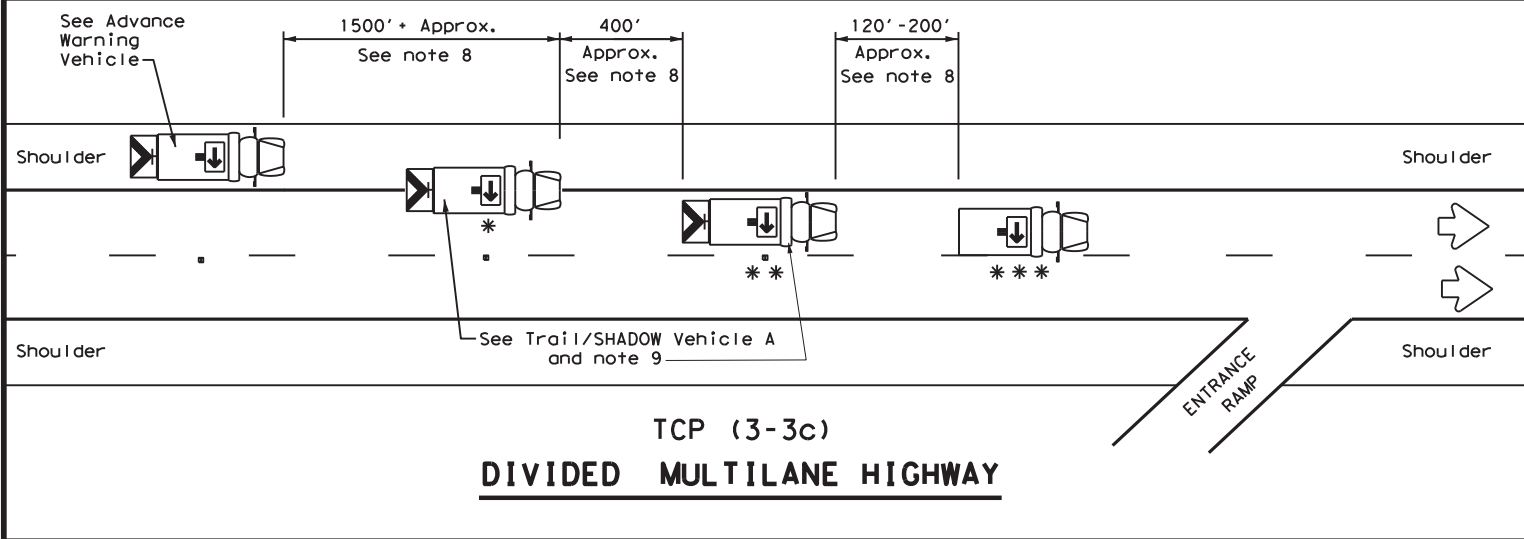 See Advance
Warning
Vehicle
1500'+ Approx.
See note 8
400'
Approx.
See note 8
120'-200'
Approx.
See note 8
Shoulder
Shoulder
*
* *
* * *
See Trail/SHADOW Vehicle A
and note 9
Shoulder
Shoulder
ENTRANCE
RAMP
TCP (3-3c)
DIVIDED MULTILANE HIGHWAY